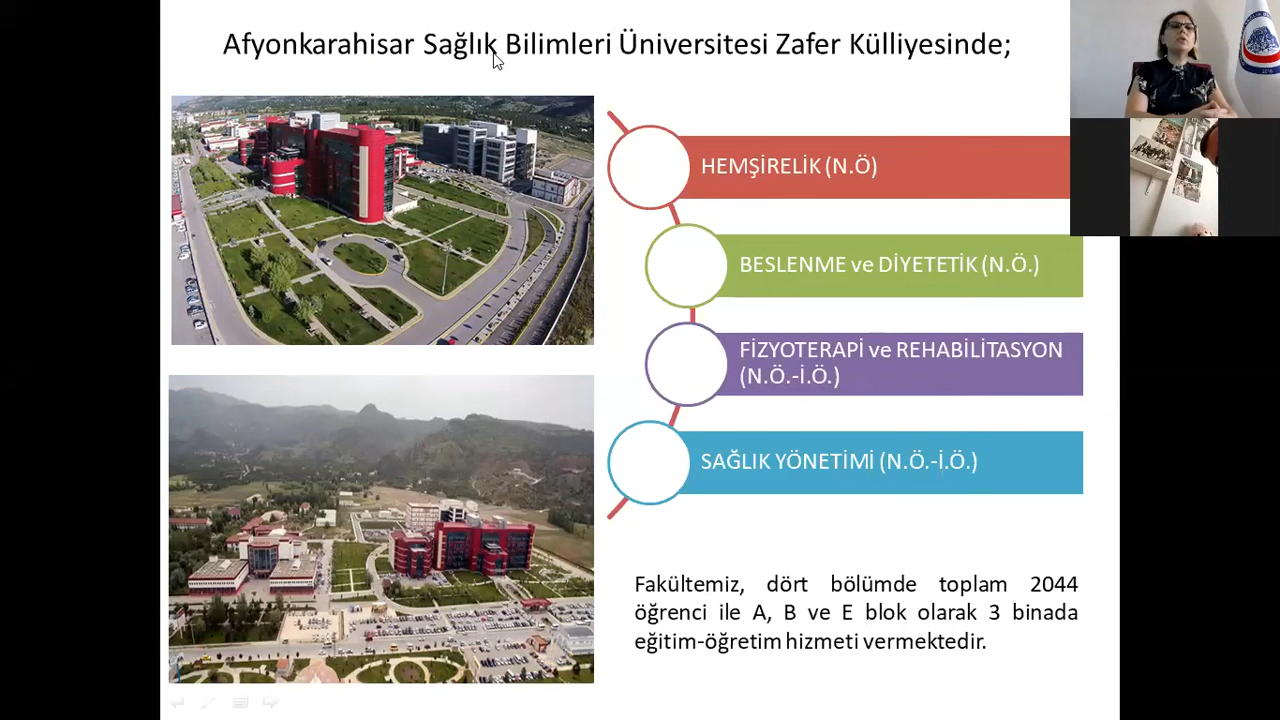 Afyonkarahisar Sağlık Bilimleri Üniversitesi Zafer Külliyesinde;
HEMŞİRELİK (N.Ö)
BESLENME ve DİYETETİK (N.Ö.)
FİZYOTERAPİ ve REHABİLİTASYON
(N.Ö.-İ.Ö.)
SAĞLIK YÖNETİMİ (N.Ö.-İ.Ö.)
Fakültemiz, dört bölümde toplam 2044
öğrenci ile A, B ve E blok olarak 3 binada
eğitim-öğretim hizmeti vermektedir.